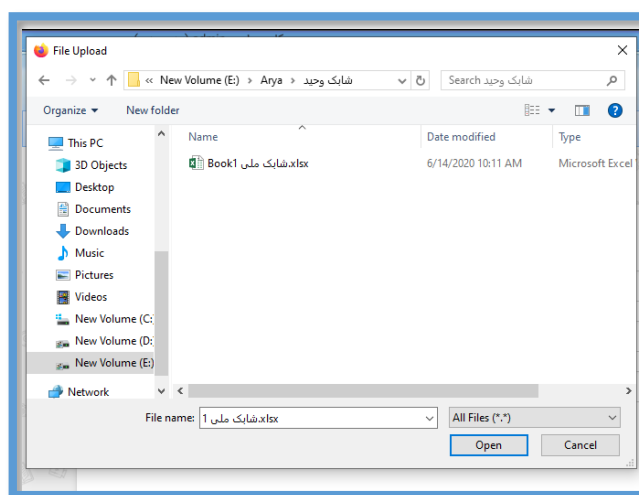 File Upload
« New Volume (E:) › Arya › شابک وحید
Search شابک وحید
Organize
New folder
Name
Date modified
Type
This PC
3D Objects
Desktop
Documents
Downloads
Music
Pictures
Videos
New Volume (C:
New Volume (D:
New Volume (E:)
Network
Book1 شابک ملی.xlsx
6/14/2020 10:11 AM
Microsoft Excel
File name:
1 شابک ملی.xlsx
All Files (*.*)
Open
Cancel